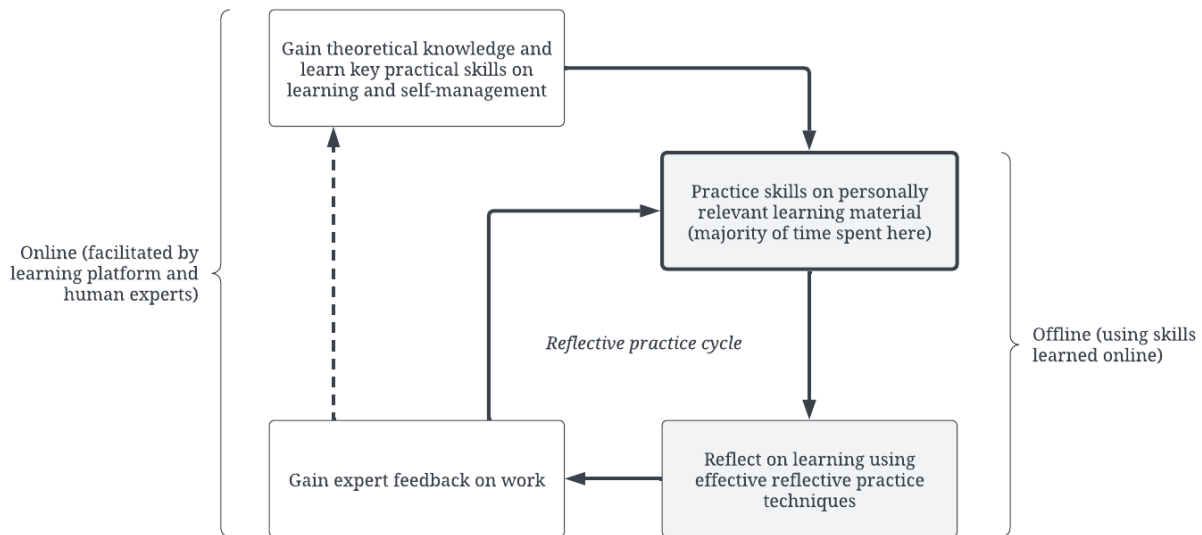 Gain theoretical knowledge and
learn key practical skills on
learning and self-management
Practice skills on personally
relevant learning material
(majority of time spent here)
Online (facilitated by
learning platform and
human experts)
Reflective practice cycle
Offline (using skills
learned online)
Gain expert feedback on work
Reflect on learning using
effective reflective practice
techniques